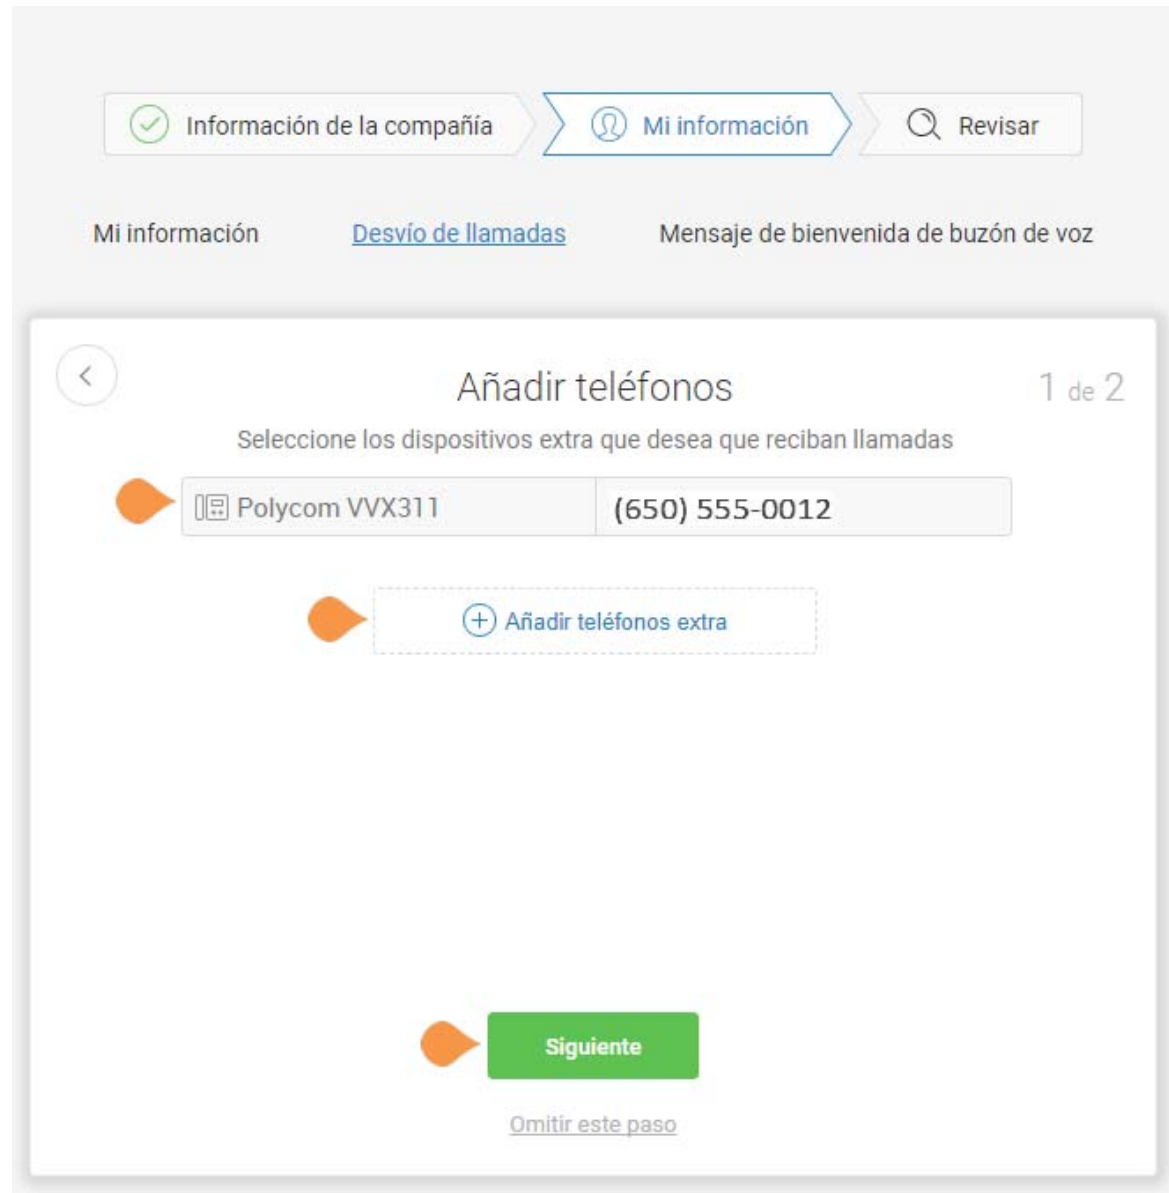 Información de la compañía Mi información Revisar
Mi información Desvío de llamadas Mensaje de bienvenida de buzón de voz
Añadir teléfonos 1 de 2
Seleccione los dispositivos extra que desea que reciban llamadas
Polycom VVX311 (650) 555-0012
Añadir teléfonos extra
Siguiente
Omitir este paso